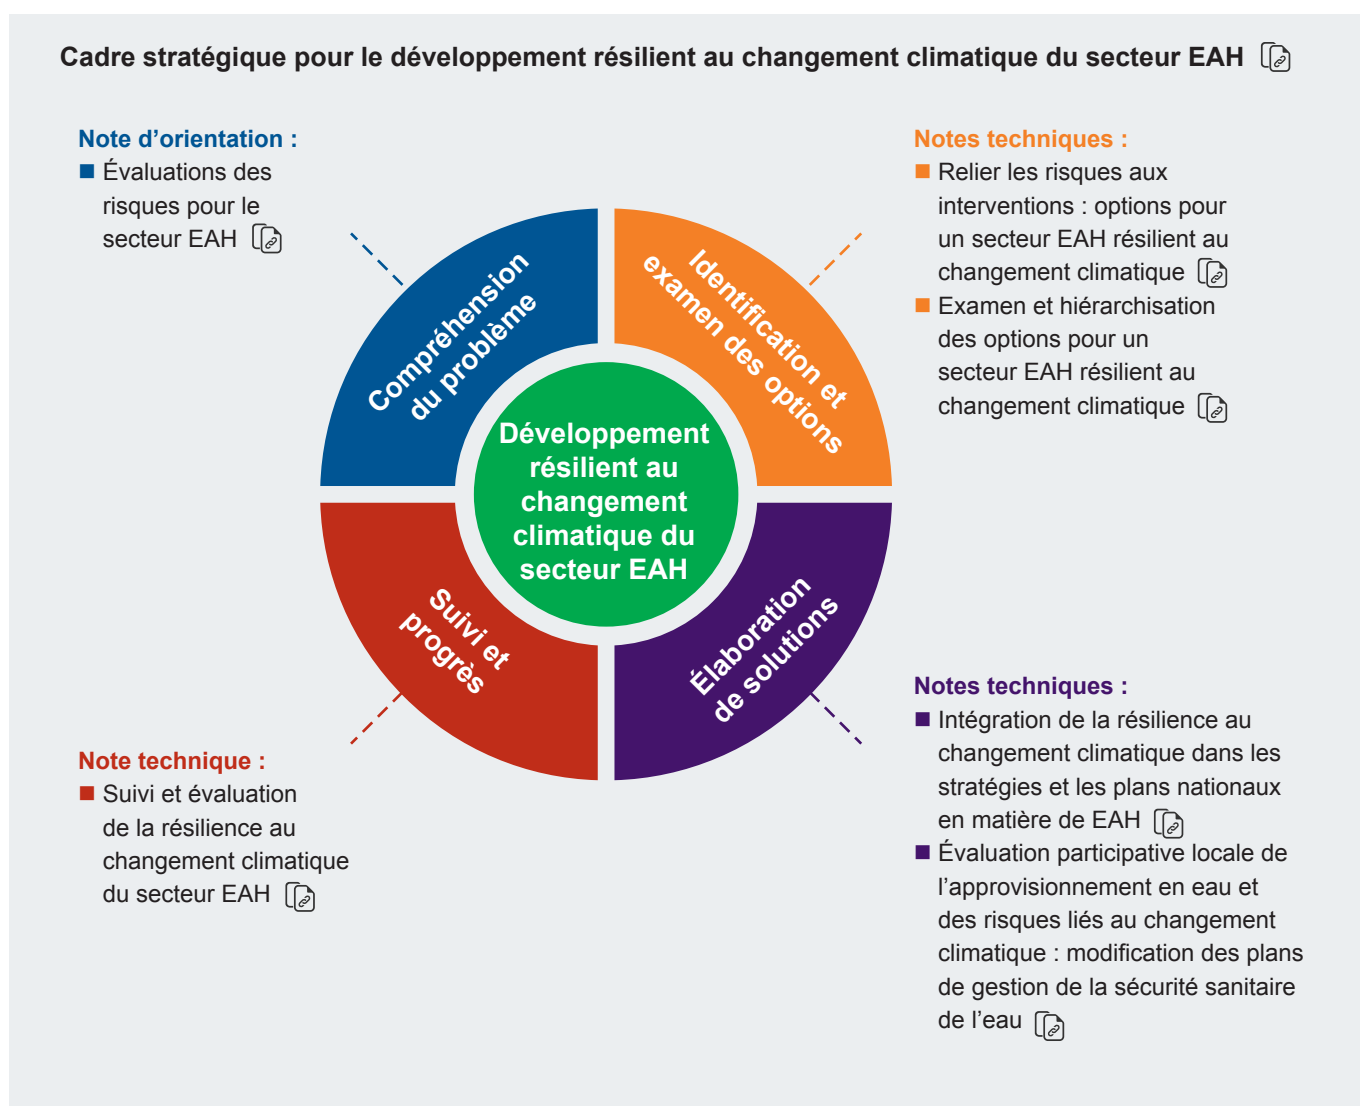 Cadre stratégique pour le développement résilient au changement climatique du secteur EAH
Note d’orientation :
Évaluations des
risques pour le
secteur EAH
Notes techniques :
Relier les risques aux
interventions : options pour
un secteur EAH résilient au
changement climatique
Examen et hiérarchisation
des options pour un
secteur EAH résilient au
changement climatique
Compréhension
du problème
Identification et
examen des options
Développement
résilient au
changement
climatique du
secteur EAH
Suivi et
progrès
Élaboration
de solutions
Note technique :
Suivi et évaluation
de la résilience au
changement climatique
du secteur EAH
Notes techniques :
Intégration de la résilience au
changement climatique dans les
stratégies et les plans nationaux
en matière de EAH
Évaluation participative locale de
l’approvisionnement en eau et
des risques liés au changement
climatique : modification des plans
de gestion de la sécurité sanitaire
de l’eau